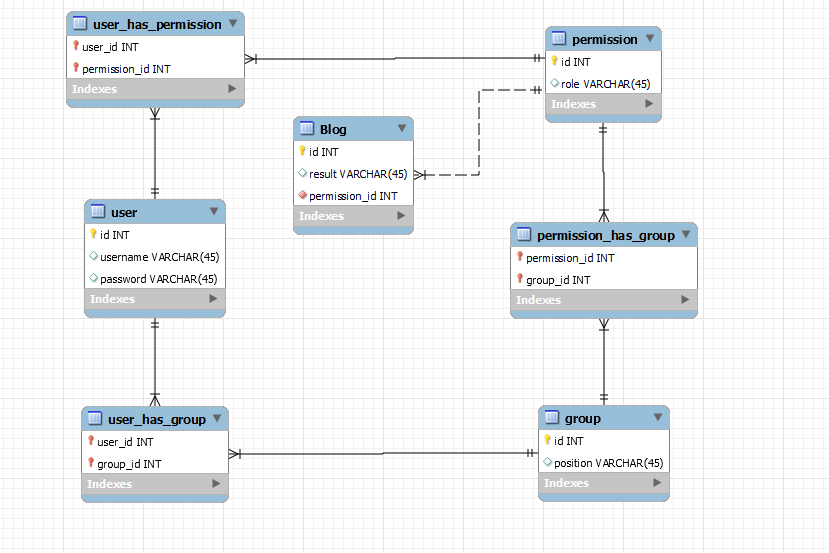 user_has_permission
user_id INT
permission_id INT
Indexes
permission
id INT
role VARCHAR(45)
Indexes
Blog
id INT
result VARCHAR(45)
permission_id INT
Indexes
user
id INT
username VARCHAR(45)
password VARCHAR(45)
Indexes
permission_has_group
permission_id INT
group_id INT
Indexes
user_has_group
user_id INT
group_id INT
Indexes
group
id INT
position VARCHAR(45)
Indexes